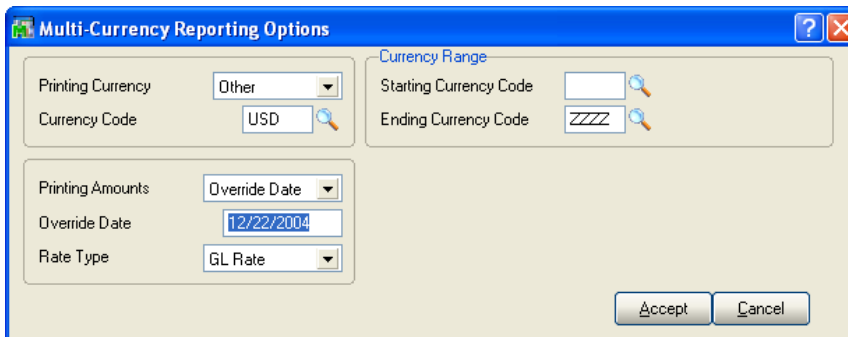 Multi-Currency Reporting Options
Printing Currency Other
Currency Code USD
Currency Range
Starting Currency Code
Ending Currency Code ZZZZ
Printing Amounts Override Date
Override Date 12/22/2004
Rate Type GL Rate
Accept Cancel